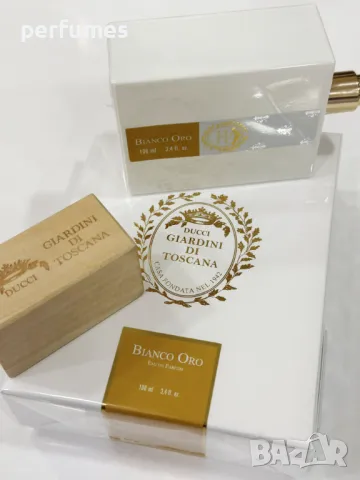 perfumes
BIANCO ORO
100 ml 3.4 fl. oz
DUCCI
GIARDINI
DI
TOSCANA
CASA FONDATA NEL 1942
GIARDINI
DI
TOSCANA
DUCCI
BIANCO ORO
EAU DE PARFUM
100 ml 3.4 fl. oz
BAZAR